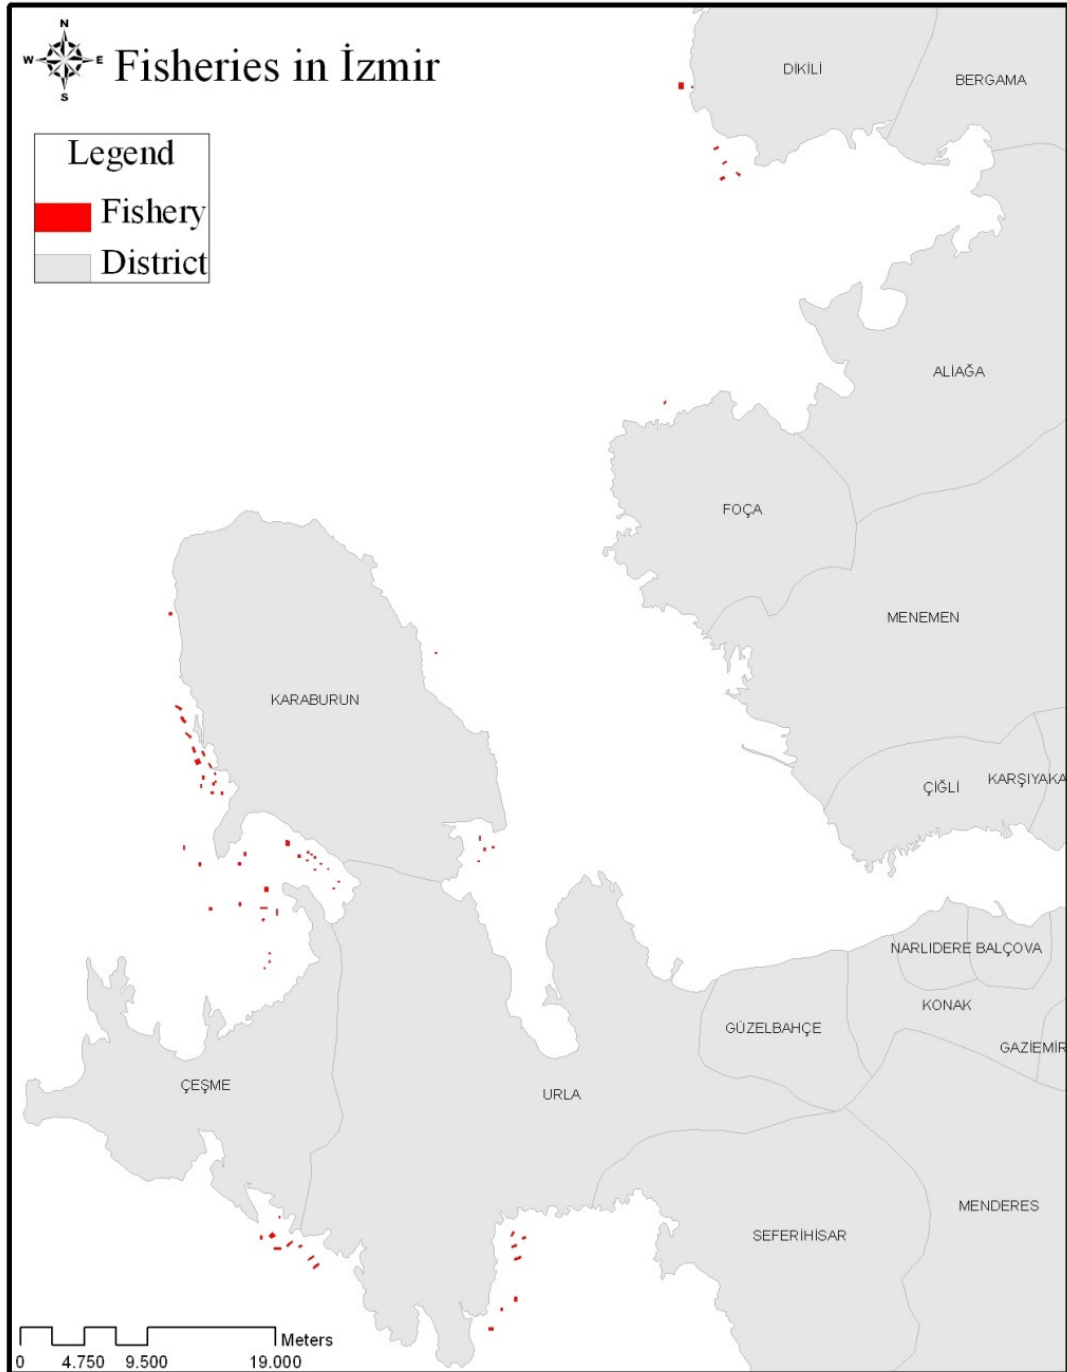 N
W E
S
Fisheries in İzmir
Legend
Fishery
District
DİKİLİ
BERGAMA
ALİAĞA
FOÇA
MENEMEN
KARABURUN
ÇİĞLİ
KARŞIYAKA
NARLIDERE BALÇOVA
KONAK
GÜZELBAHÇE
GAZİEMİR
ÇEŞME
URLA
MENDERES
SEFERİHİSAR
Meters
0 4.750 9.500 19.000